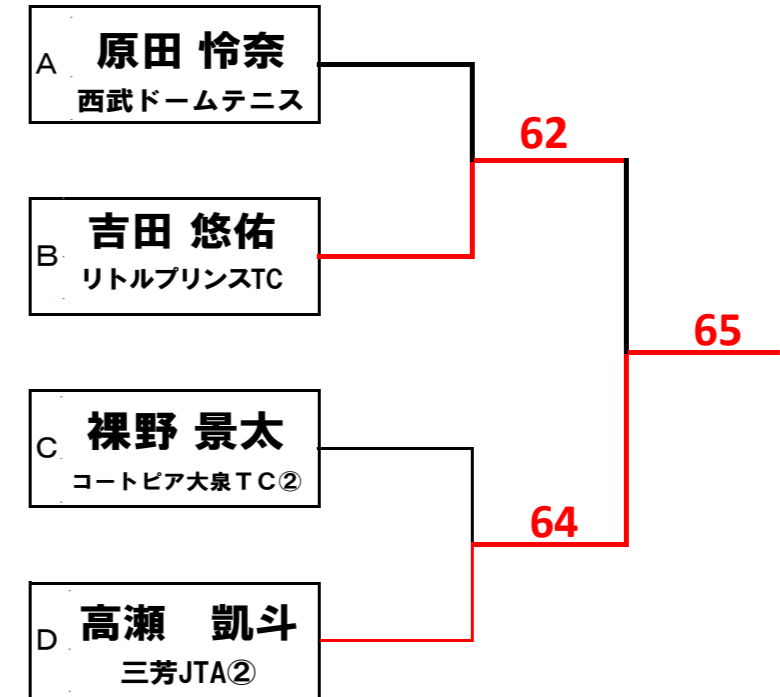 A 原田 怜奈
西武ドームテニス
62
B 吉田 悠佑
リトルプリンスTC
65
C 裸野 景太
コートピア大泉TC②
64
D 高瀬 凱斗
三芳JTA②